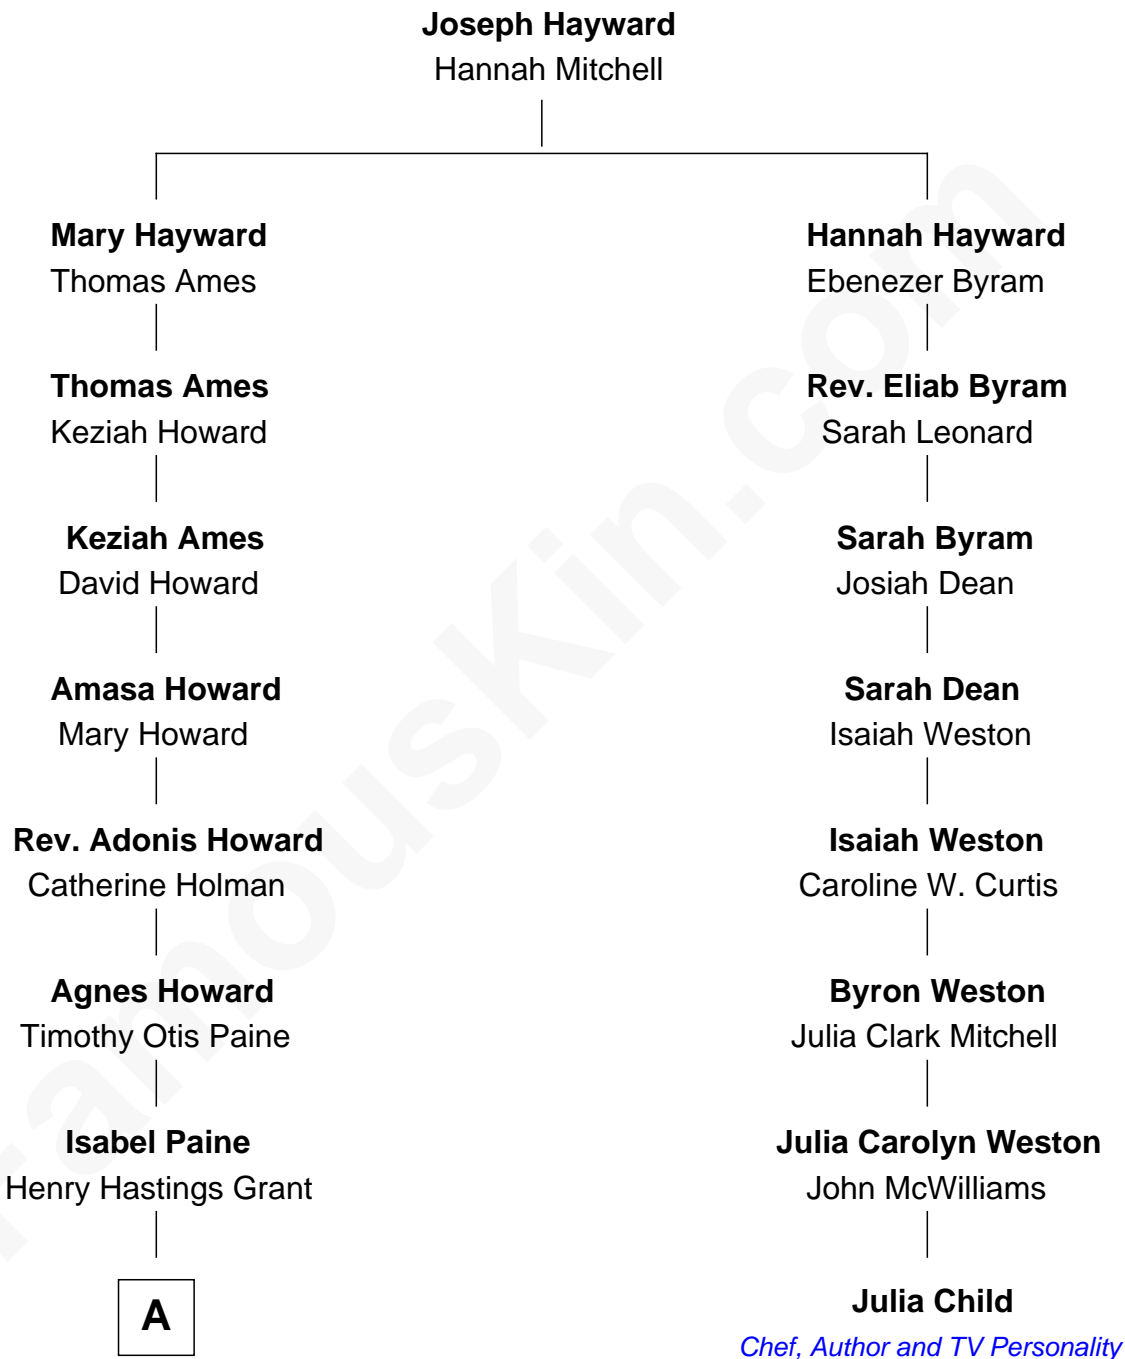 Joseph Hayward
Hannah Mitchell
Mary Hayward
Thomas Ames
Thomas Ames
Keziah Howard
Keziah Ames
David Howard
Amasa Howard
Mary Howard
Rev. Adonis Howard
Catherine Holman
Agnes Howard
Timothy Otis Paine
Isabel Paine
Henry Hastings Grant
A
Hannah Hayward
Ebenezer Byram
Rev. Eliab Byram
Sarah Leonard
Sarah Byram
Josiah Dean
Sarah Dean
Isaiah Weston
Isaiah Weston
Caroline W. Curtis
Byron Weston
Julia Clark Mitchell
Julia Carolyn Weston
John McWilliams
Julia Child
Chef, Author and TV Personality
FamousKin.com